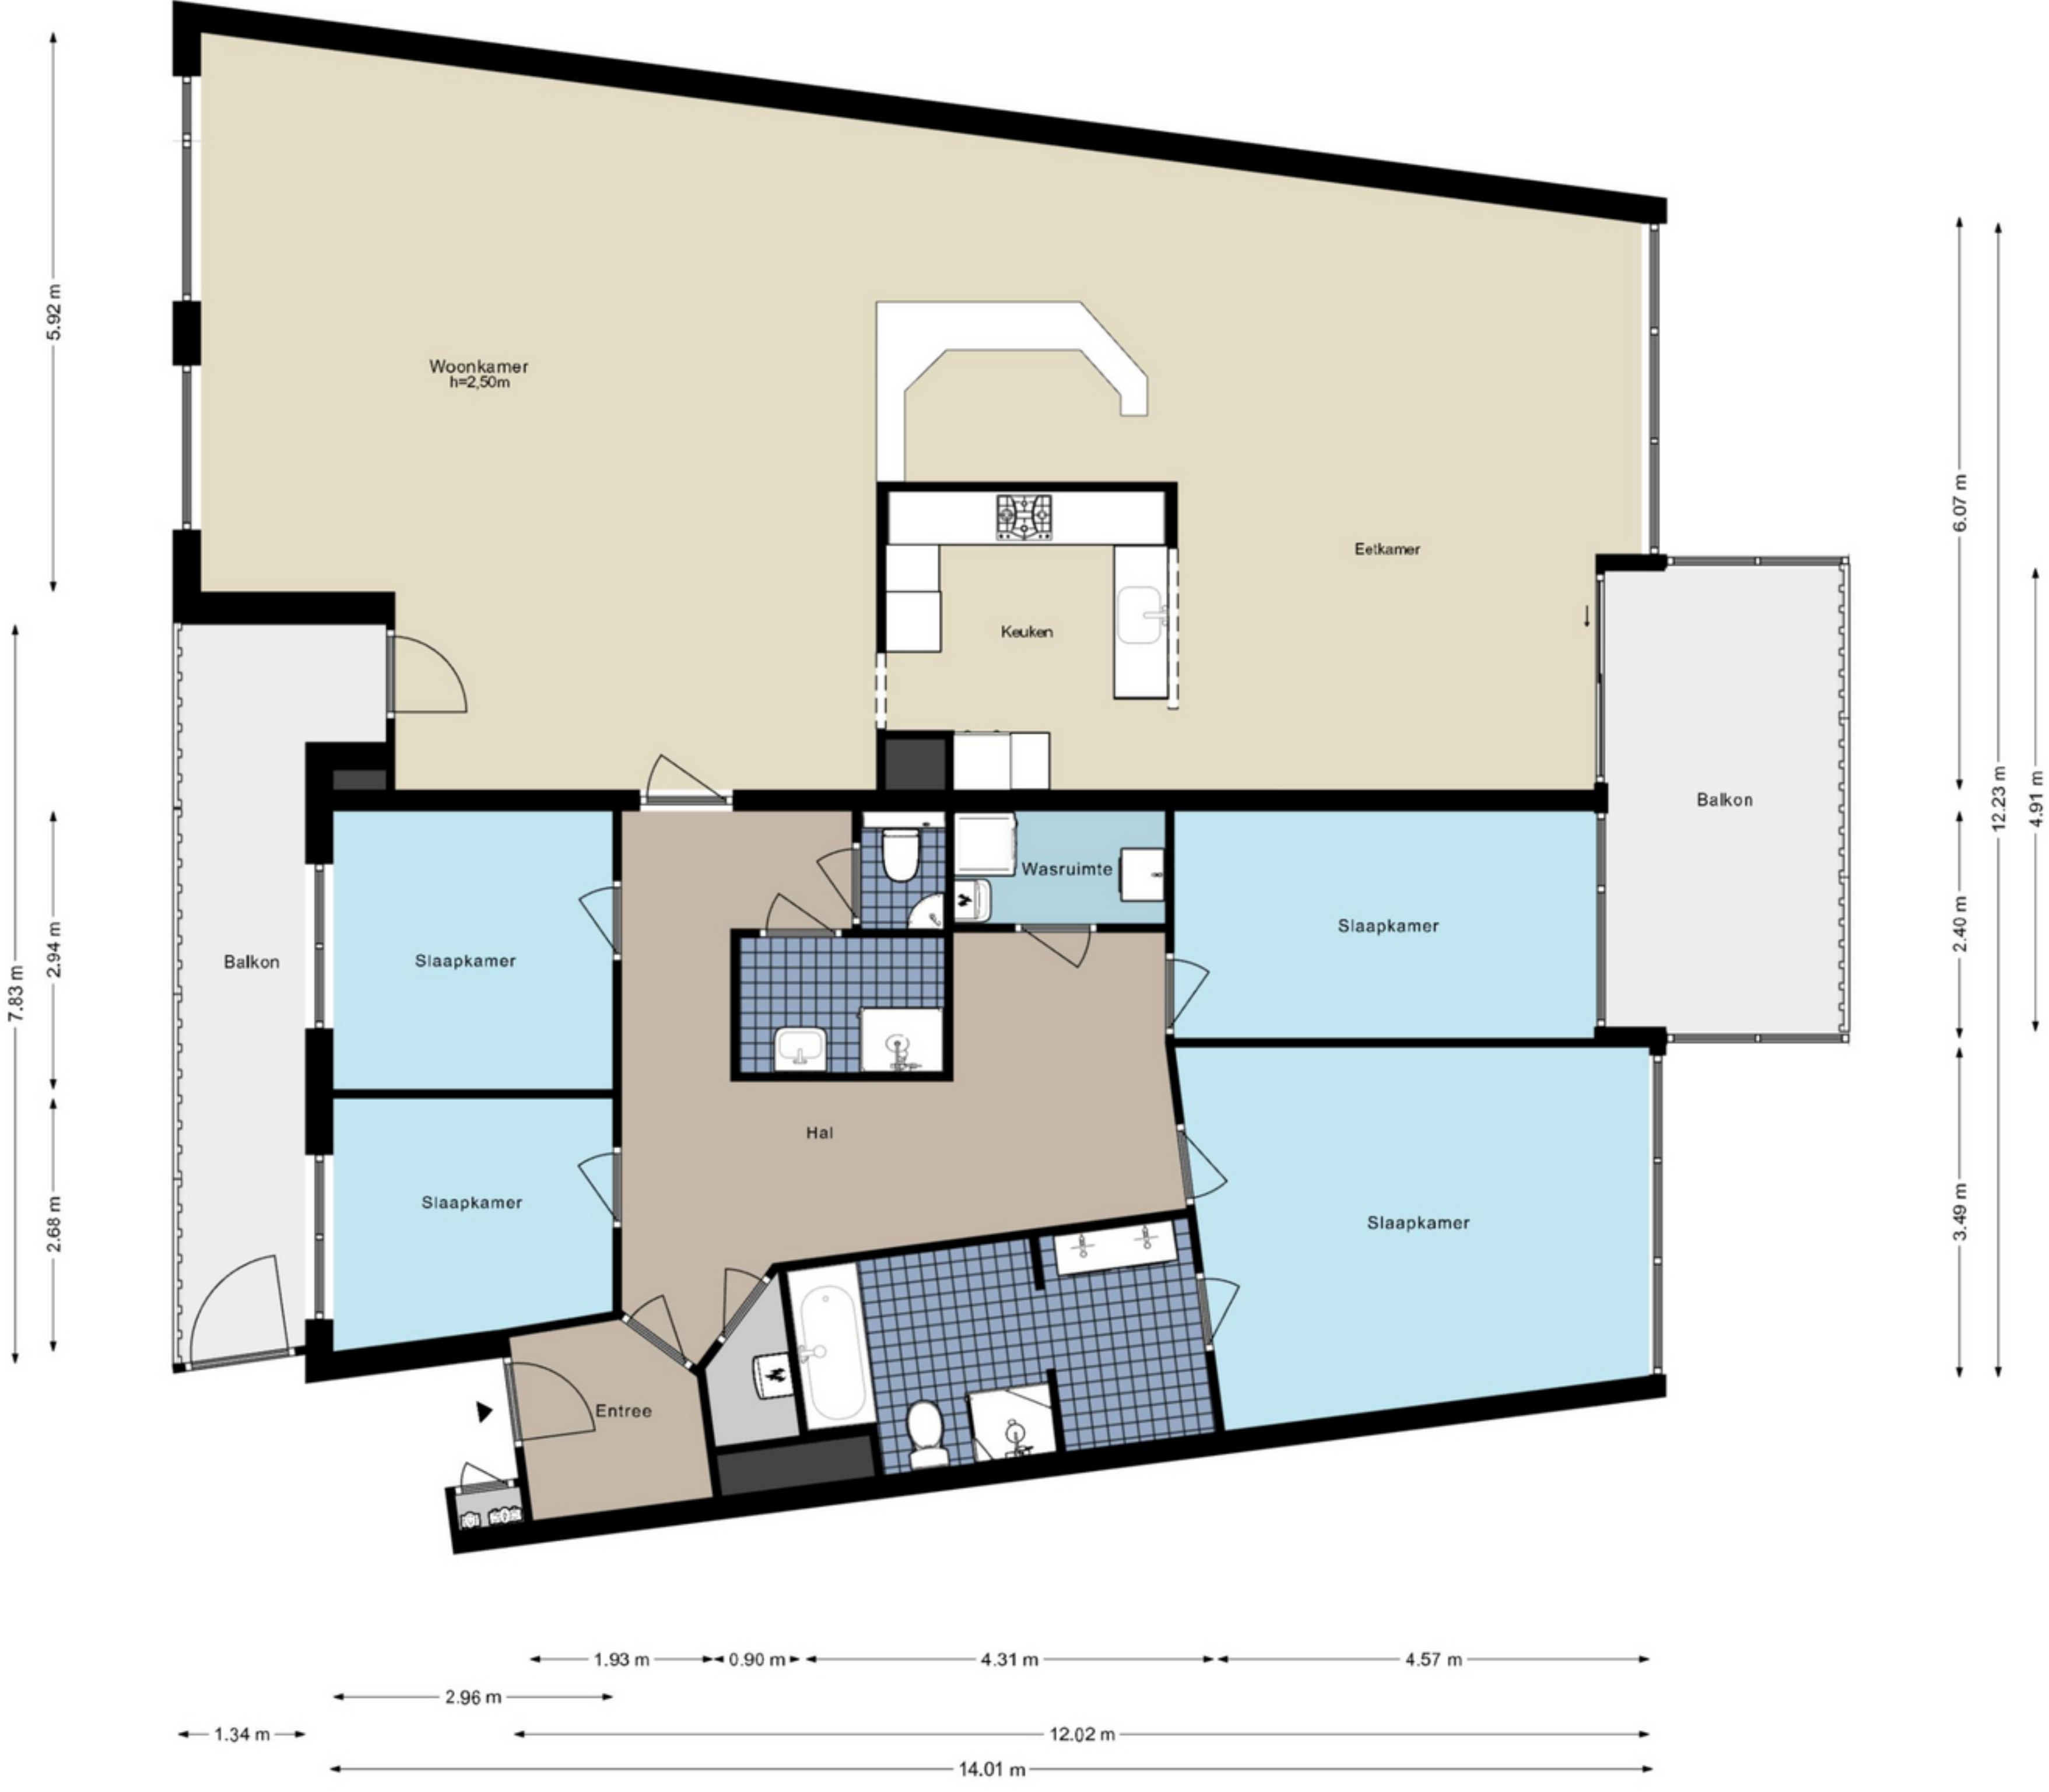 5.92 m
Woonkamer
h=2,50m
6.07 m
Eetkamer
Keuken
12.23 m
4.91 m
Balkon
Wasruimte
Slaapkamer
2.40 m
Slaapkamer
Balkon
2.94 m
7.83 m
Hal
Slaapkamer
2.68 m
Slaapkamer
3.49 m
Entree
1.93 m
0.90 m
4.31 m
4.57 m
2.96 m
1.34 m
12.02 m
14.01 m